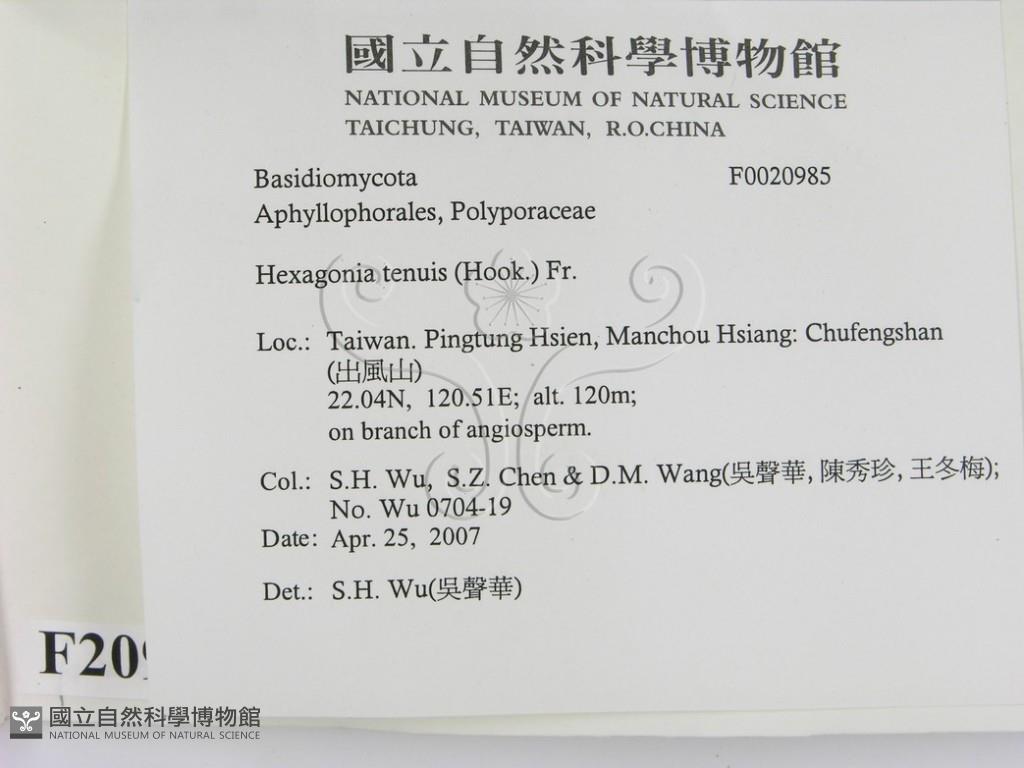 國立自然科學博物館
NATIONAL MUSEUM OF NATURAL SCIENCE
TAICHUNG, TAIWAN, R.O.CHINA
Basidiomycota F0020985
Aphyllophorales, Polyporaceae
Hexagonia tenuis (Hook.) Fr.
Loc.: Taiwan. Pingtung Hsien, Manchou Hsiang: Chufengshan
(出風山)
22.04N, 120.51E; alt. 120m;
on branch of angiosperm.
Col.: S.H. Wu, S.Z. Chen & D.M. Wang(吳聲華, 陳秀珍, 王冬梅);
No. Wu 0704-19
Date: Apr. 25, 2007
Det.: S.H. Wu(吳聲華)
國立自然科學博物館
NATIONAL MUSEUM OF NATURAL SCIENCE